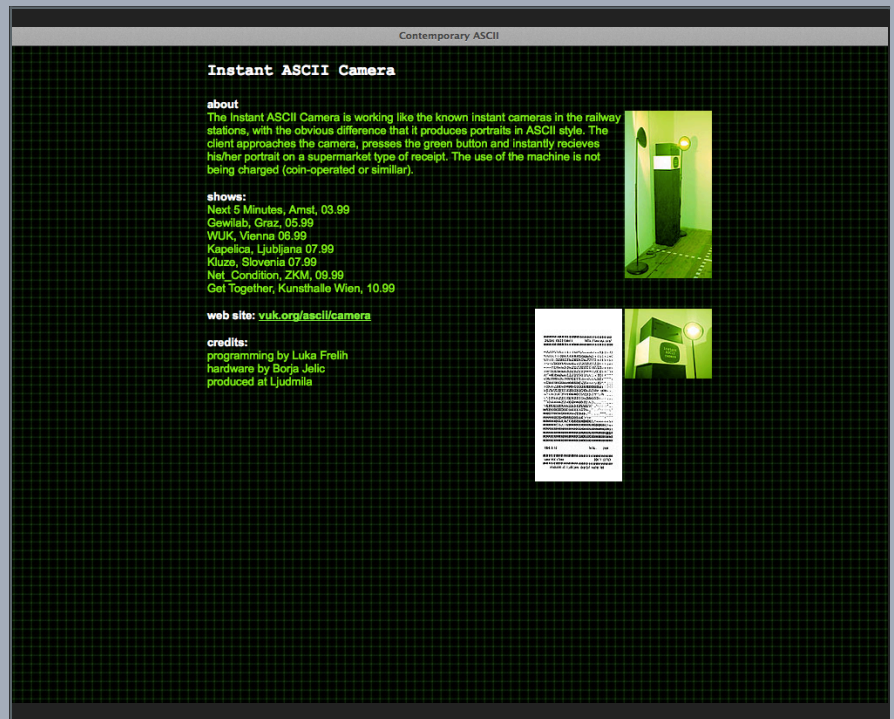 Contemporary ASCII
Instant ASCII Camera
about
The Instant ASCII Camera is working like the known instant cameras in the railway
stations, with the obvious difference that it produces portraits in ASCII style. The
client approaches the camera, presses the green button and instantly recieves
his/her portrait on a supermarket type of receipt. The use of the machine is not
being charged (coin-operated or simillar).
shows:
Next 5 Minutes, Amst, 03.99
Gewilab, Graz, 05.99
WUK, Vienna 06.99
Kapelica, Ljubljana 07.99
Kluze, Slovenia 07.99
Net_Condition, ZKM, 09.99
Get Together, Kunsthalle Wien, 10.99
web site: vuk.org/ascii/camera
credits:
programming by Luka Frelih
hardware by Borja Jelic
produced at Ljudmila
INSTANT
ASCII
CAMERA